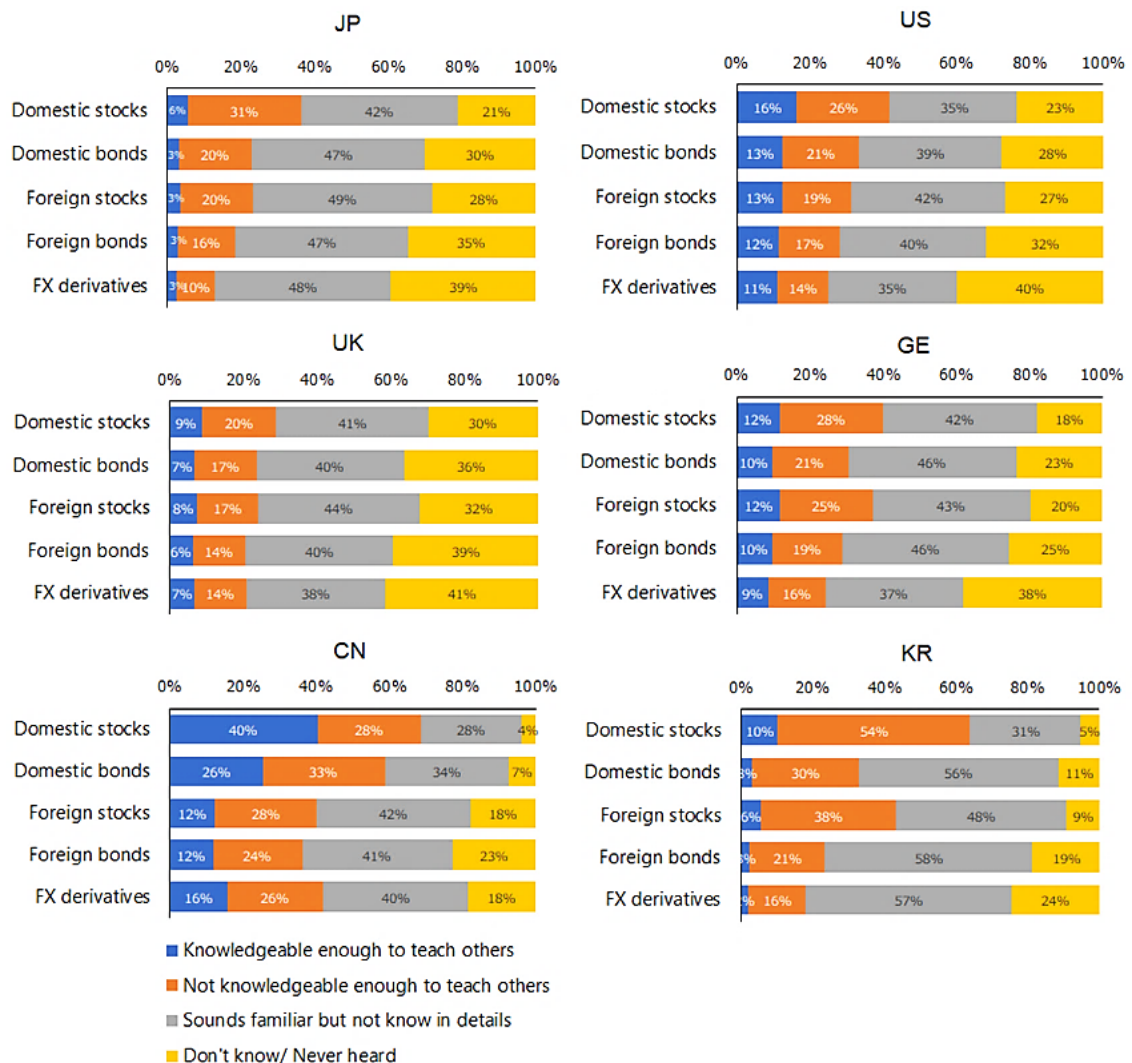 JP
0% 20% 40% 60% 80% 100%
Domestic stocks 6% 31% 42% 21%
Domestic bonds 3% 20% 47% 30%
Foreign stocks 3% 20% 49% 28%
Foreign bonds 3% 16% 47% 35%
FX derivatives 3% 10% 48% 39%
US
0% 20% 40% 60% 80% 100%
Domestic stocks 16% 26% 35% 23%
Domestic bonds 13% 21% 39% 28%
Foreign stocks 13% 19% 42% 27%
Foreign bonds 12% 17% 40% 32%
FX derivatives 11% 14% 35% 40%
UK
0% 20% 40% 60% 80% 100%
Domestic stocks 9% 20% 41% 30%
Domestic bonds 7% 17% 40% 36%
Foreign stocks 8% 17% 44% 32%
Foreign bonds 6% 14% 40% 39%
FX derivatives 7% 14% 38% 41%
GE
0% 20% 40% 60% 80% 100%
Domestic stocks 12% 28% 42% 18%
Domestic bonds 10% 21% 46% 23%
Foreign stocks 12% 25% 43% 20%
Foreign bonds 10% 19% 46% 25%
FX derivatives 9% 16% 37% 38%
CN
0% 20% 40% 60% 80% 100%
Domestic stocks 40% 28% 28% 4%
Domestic bonds 26% 33% 34% 7%
Foreign stocks 12% 28% 42% 18%
Foreign bonds 12% 24% 41% 23%
FX derivatives 16% 26% 40% 18%
KR
0% 20% 40% 60% 80% 100%
Domestic stocks 10% 54% 31% 5%
Domestic bonds 3% 30% 56% 11%
Foreign stocks 6% 38% 48% 9%
Foreign bonds 3% 21% 58% 19%
FX derivatives 2% 16% 57% 24%
Knowledgeable enough to teach others
Not knowledgeable enough to teach others
Sounds familiar but not know in details
Don't know/ Never heard